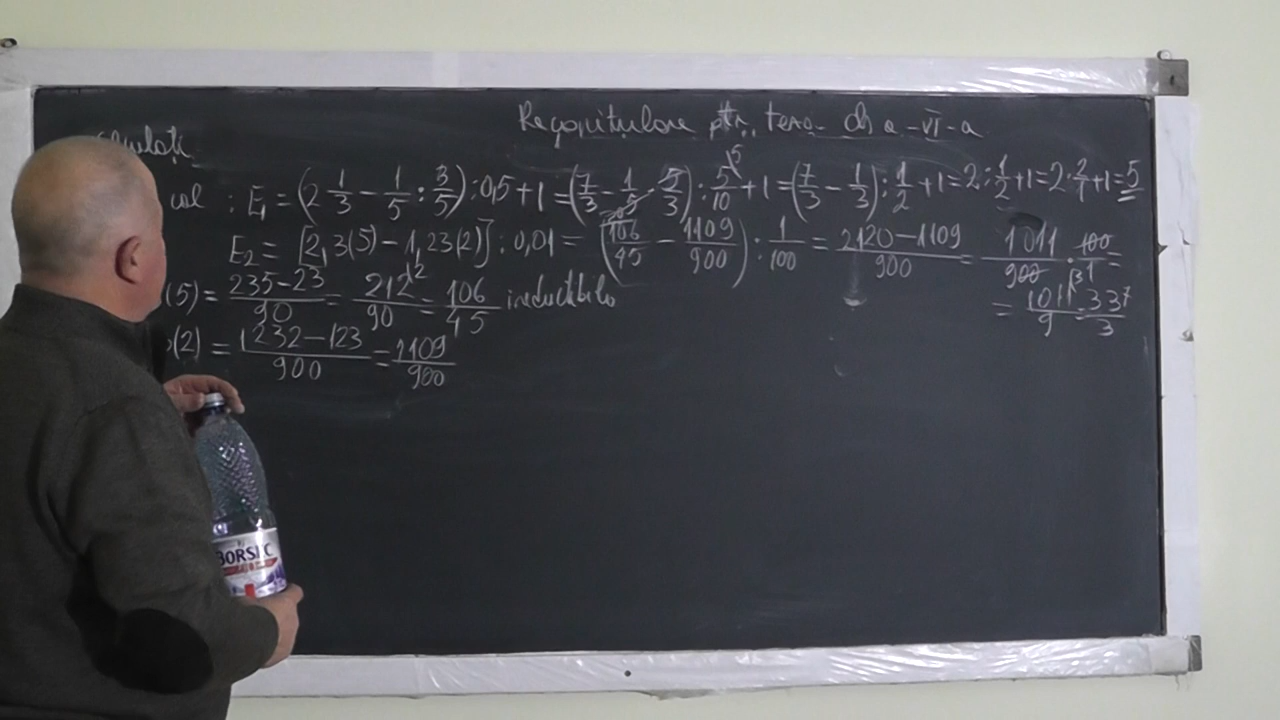 Recapitulare ptr. teza cls a-VI-a
E₁ = (2 1/3 - 1/5 : 3/5) : 0,5 + 1 = (7/3 - 1/5 · 5/3) : 5/10 + 1 = (7/3 - 1/3) : 1/2 + 1 = 2 : 1/2 + 1 = 2 · 2/1 + 1 = 5
E₂ = [2,3(5) - 1,23(2)] : 0,01 = (106/45 - 1109/900) : 1/100 = 2120-1109/900 = 1011/900 · 100/1 =
(5) = 235-23/90 = 212/90 = 106/45 ireductibila
= 1011/9 = 337/3
(2) = 1232-123/900 = 1109/900
BORSEC